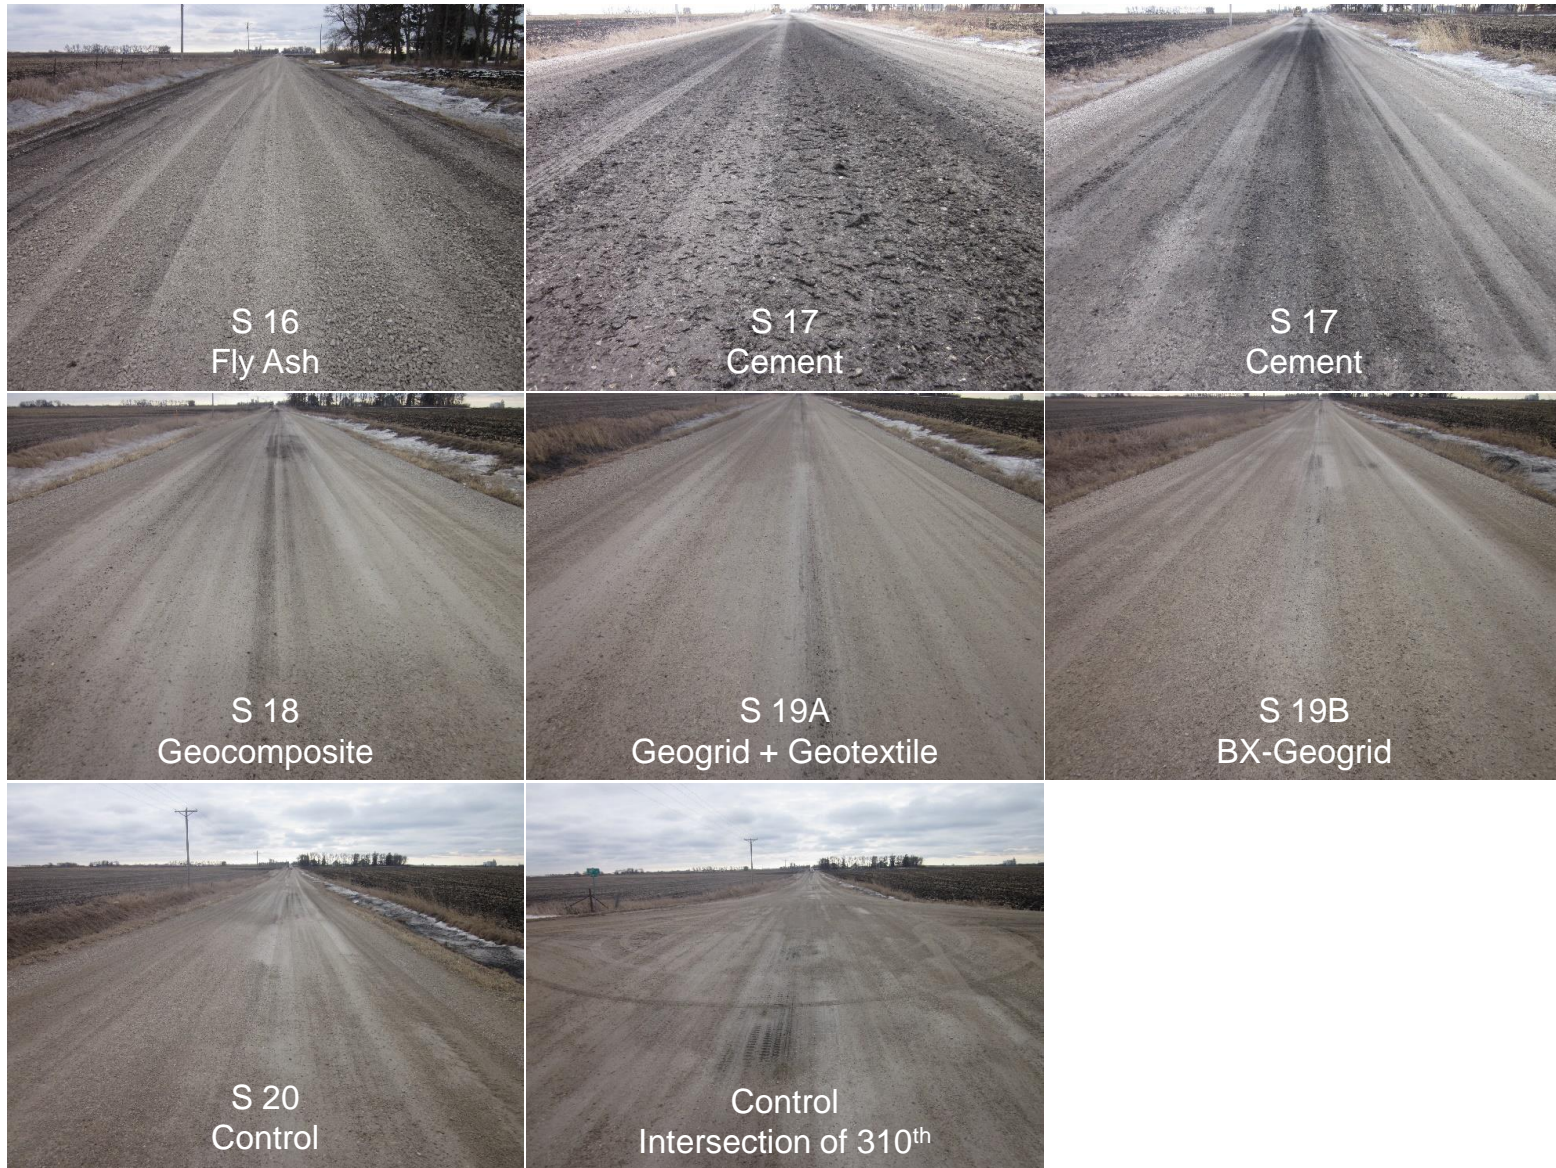 S 16
Fly Ash
S 17
Cement
S 17
Cement
S 18
Geocomposite
S 19A
Geogrid + Geotextile
S 19B
BX-Geogrid
S 20
Control
Control
Intersection of 310th